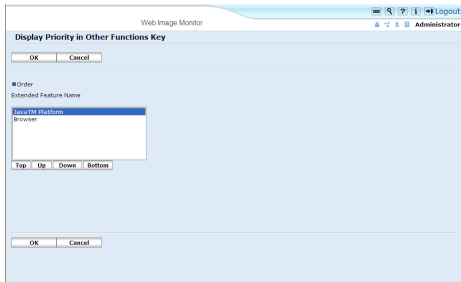 Logout
Web Image Monitor
Administrator
Display Priority in Other Functions Key
OK Cancel
Order
Extended Feature Name
JavaTM Platform
Browser
Top Up Down Bottom
OK Cancel